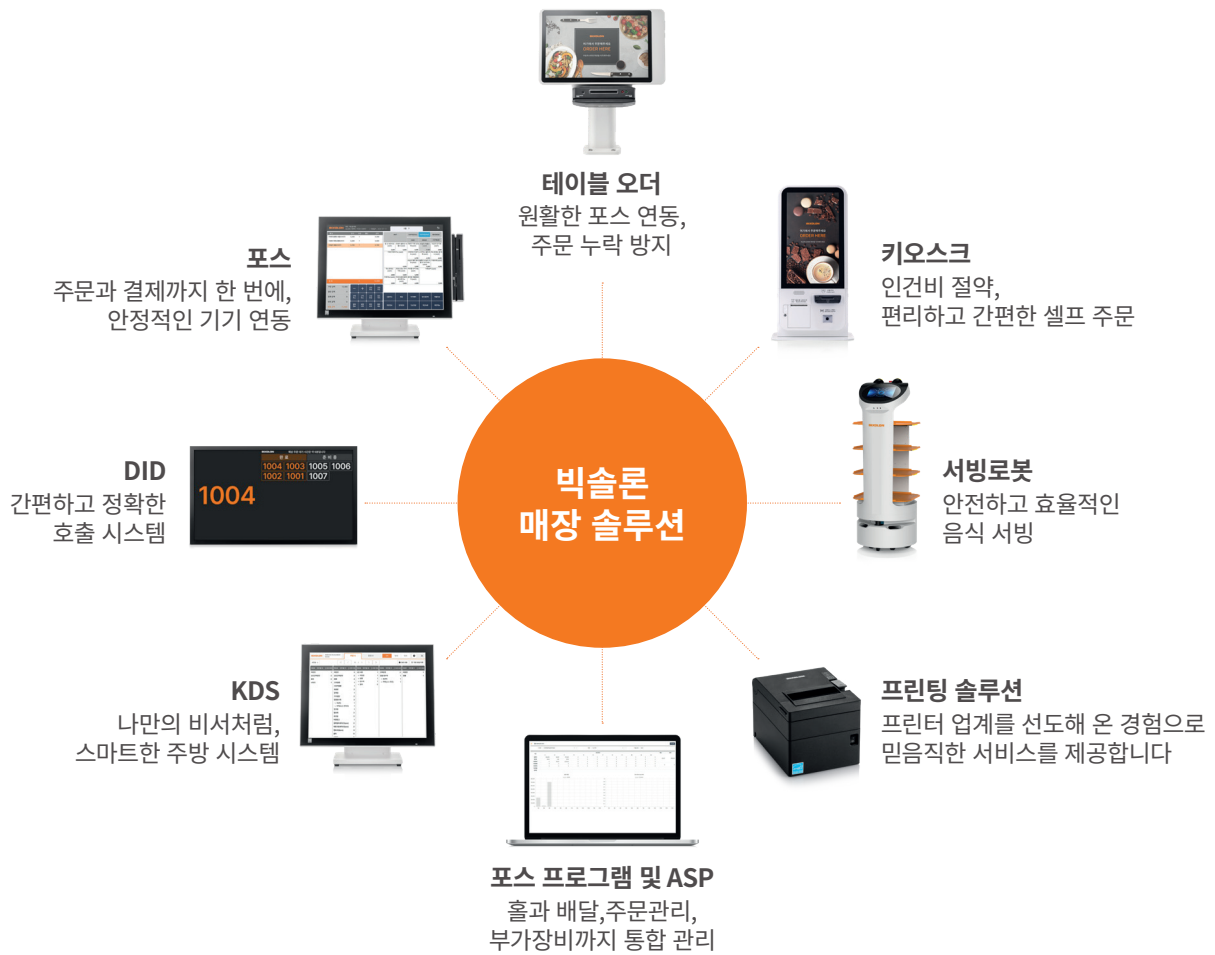 ORDER HERE
테이블 오더
원활한 포스 연동,
주문 누락 방지
포스
주문과 결제까지 한 번에,
안정적인 기기 연동
ORDER HERE
키오스크
인건비 절약,
편리하고 간편한 셀프 주문
DID
간편하고 정확한
호출 시스템
1004
1004 1003 1005 1006
1002 1001 1007
빅솔론
매장 솔루션
서빙로봇
안전하고 효율적인
음식 서빙
KDS
나만의 비서처럼,
스마트한 주방 시스템
프린팅 솔루션
프린터 업계를 선도해 온 경험으로
믿음직한 서비스를 제공합니다
포스 프로그램 및 ASP
홀과 배달,주문관리,
부가장비까지 통합 관리